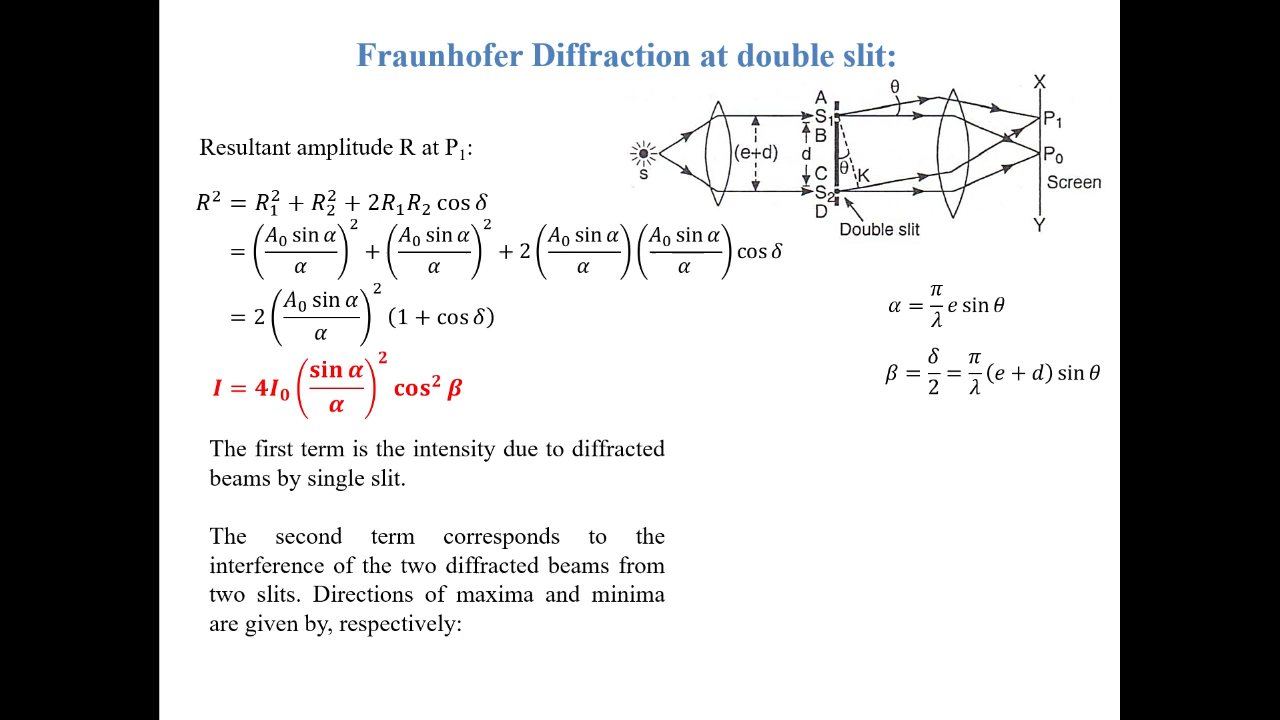 Fraunhofer Diffraction at double slit:
Resultant amplitude R at P₁:
R² = R₁² + R₂² + 2R₁R₂ cos δ
= (A₀ sin α / α)² + (A₀ sin α / α)² + 2 (A₀ sin α / α) (A₀ sin α / α) cos δ
= 2 (A₀ sin α / α)² (1 + cos δ)
I = 4I₀ (sin α / α)² cos² β
The first term is the intensity due to diffracted
beams by single slit.
The second term corresponds to the
interference of the two diffracted beams from
two slits. Directions of maxima and minima
are given by, respectively:
S
(e+d)
A
S₁
B
d
C
S₂
D
θ
θ
K
Double slit
X
P₁
P₀
Screen
Y
α = π/λ e sin θ
β = δ/2 = π/λ (e + d) sin θ